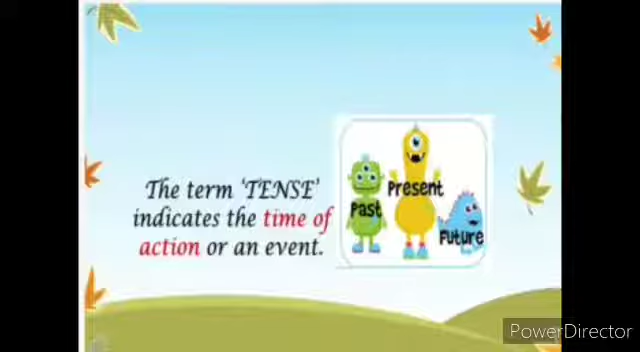 The term ‘TENSE’
indicates the time of
action or an event.
Past
Present
Future
PowerDirector